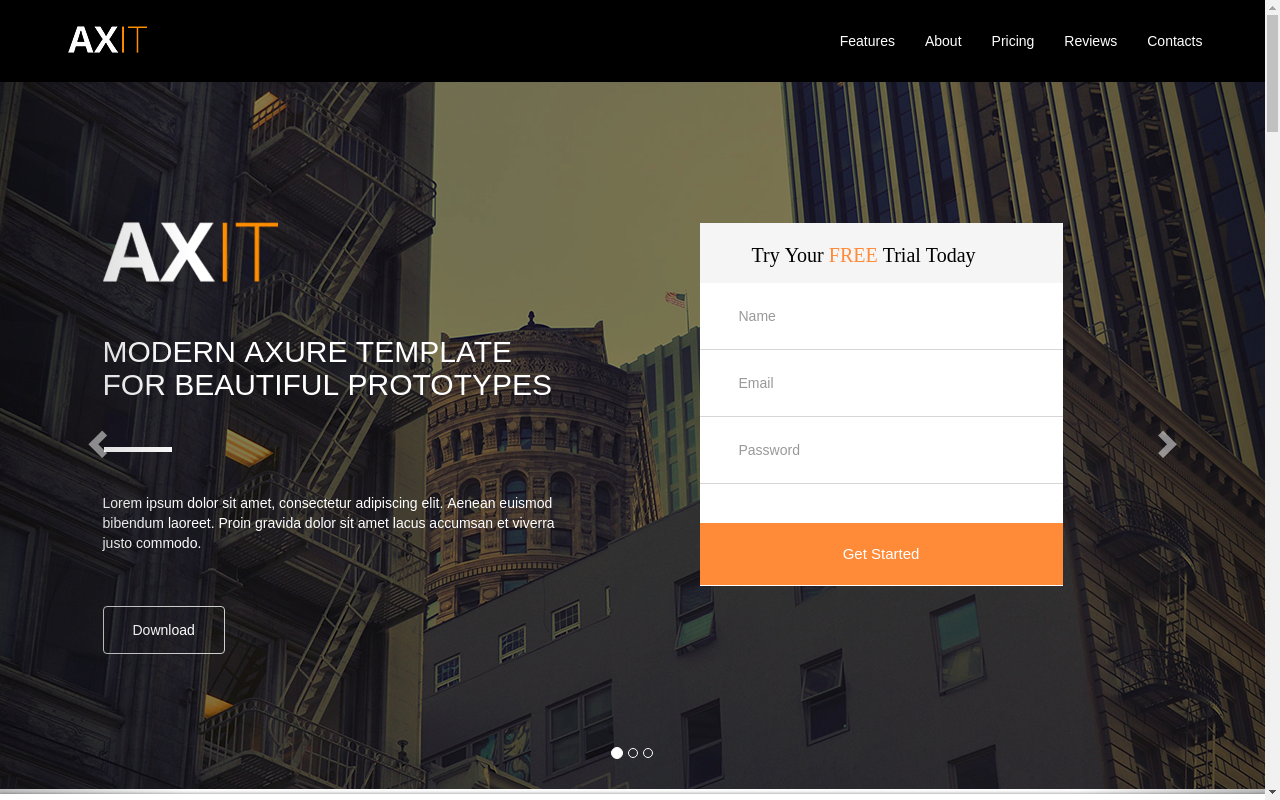 AXIT
Features About Pricing Reviews Contacts
AXIT
MODERN AXURE TEMPLATE
FOR BEAUTIFUL PROTOTYPES
Lorem ipsum dolor sit amet, consectetur adipiscing elit. Aenean euismod
bibendum laoreet. Proin gravida dolor sit amet lacus accumsan et viverra
justo commodo.
Download
Try Your FREE Trial Today
Name
Email
Password
Get Started